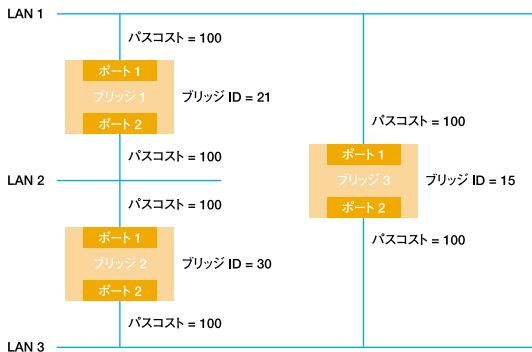 LAN 1
パスコスト = 100
ポート 1
ブリッジ 1
ブリッジ ID = 21
ポート 2
パスコスト = 100
LAN 2
パスコスト = 100
ポート 1
ブリッジ 2
ブリッジ ID = 30
ポート 2
パスコスト = 100
LAN 3
パスコスト = 100
ポート 1
ブリッジ 3
ブリッジ ID = 15
ポート 2
パスコスト = 100